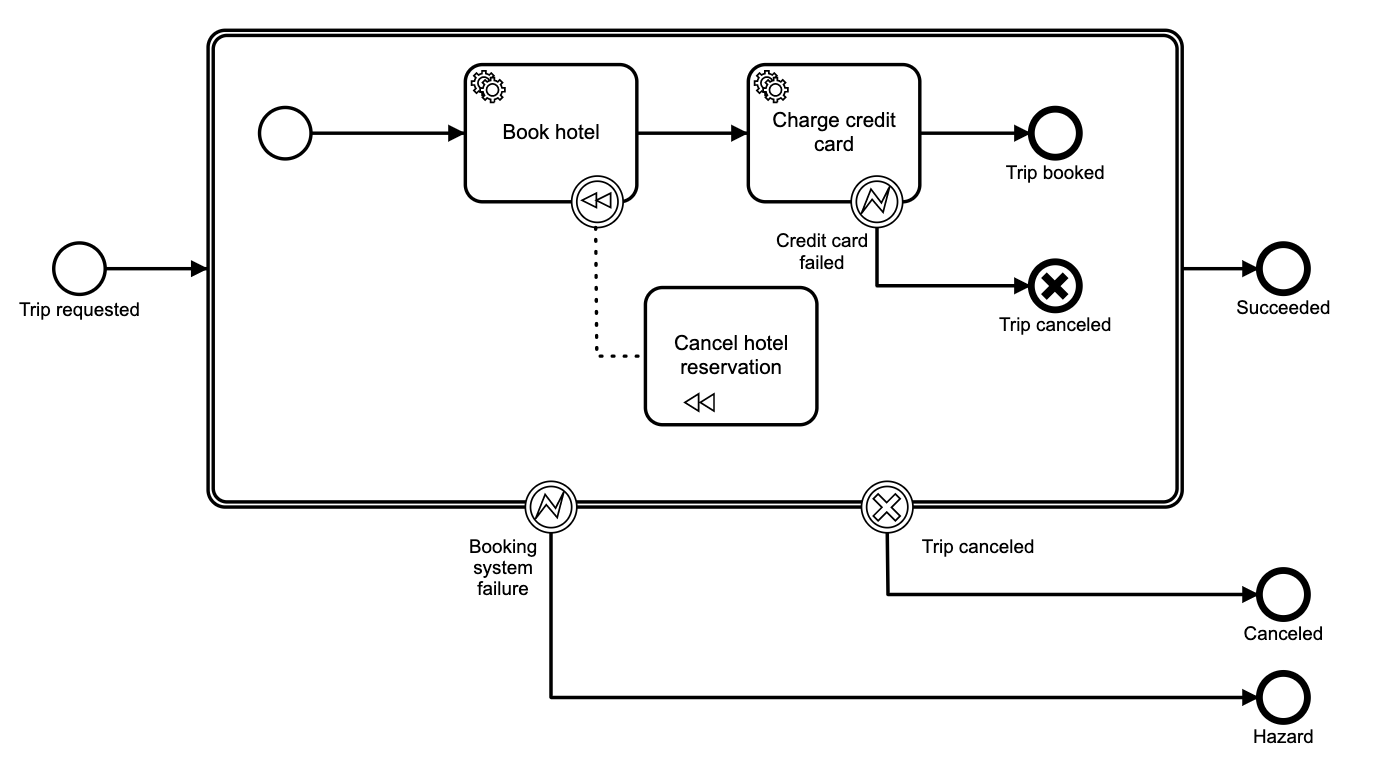 Book hotel
Charge credit
card
Trip booked
Credit card
failed
Trip requested
Trip canceled
Succeeded
Cancel hotel
reservation
Booking
system
failure
Trip canceled
Canceled
Hazard